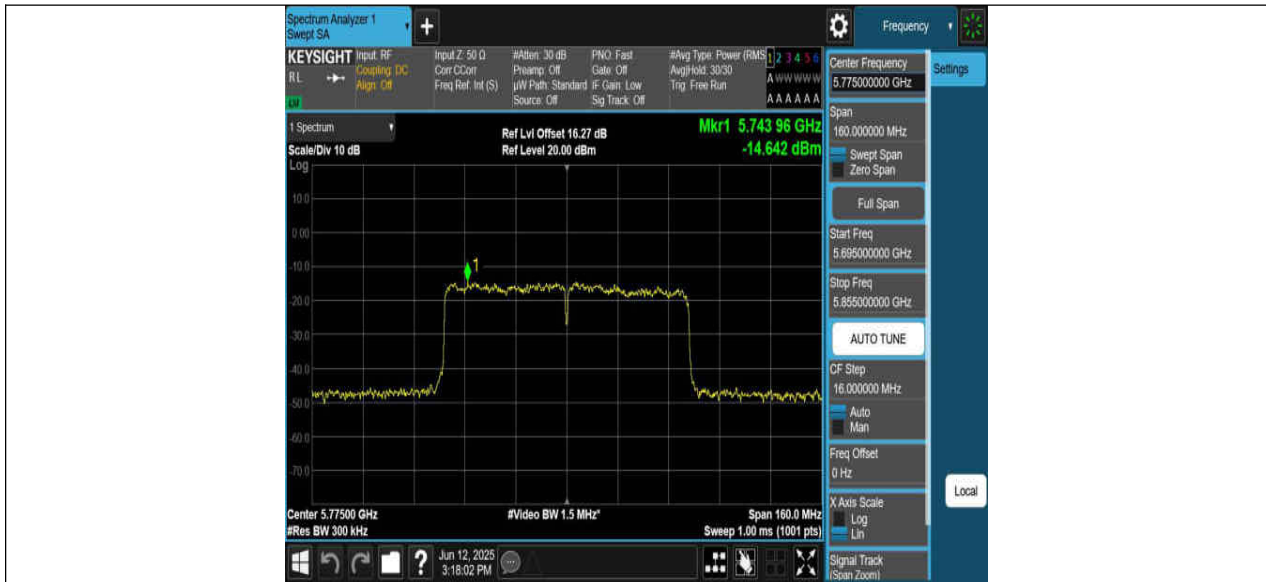 Spectrum Analyzer 1
Swept SA
+
Frequency
KEYSIGHT
RL
LW
Input: RF
Coupling: DC
Align: Off
Input Z: 50 Ω
Corr CCorr
Freq Ref: Int (S)
#Atten: 30 dB
Preamp: Off
µW Path: Standard
Source: Off
PNO: Fast
Gate: Off
IF Gain: Low
Sig Track: Off
#Avg Type: Power (RMS
Avg|Hold: 30/30
Trig: Free Run
1 2 3 4 5 6
A W W W W W
A A A A A A
1 Spectrum
Scale/Div 10 dB
Log
Ref Lvl Offset 16.27 dB
Ref Level 20.00 dBm
Mkr1 5.743 96 GHz
-14.642 dBm
10.0
0.00
-10.0
-20.0
-30.0
-40.0
-50.0
-60.0
-70.0
1
Center 5.77500 GHz
#Res BW 300 kHz
#Video BW 1.5 MHz*
Span 160.0 MHz
Sweep 1.00 ms (1001 pts)
?
Jun 12, 2025
3:18:02 PM
Center Frequency
5.775000000 GHz
Settings
Span
160.000000 MHz
Swept Span
Zero Span
Full Span
Start Freq
5.695000000 GHz
Stop Freq
5.855000000 GHz
AUTO TUNE
CF Step
16.000000 MHz
Auto
Man
Freq Offset
0 Hz
X Axis Scale
Log
Lin
Local
Signal Track
(Span Zoom)